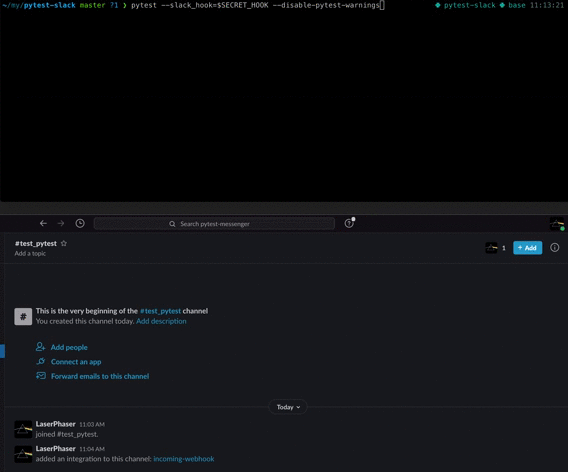 ~/my/pytest-slack master ?1 ❯ pytest --slack_hook=$SECRET_HOOK --disable-pytest-warnings
◆ pytest-slack ◆ base 11:13:21
Search pytest-messenger
#test_pytest
Add a topic
1
+ Add
#
This is the very beginning of the #test_pytest channel
You created this channel today. Add description
Add people
Connect an app
Forward emails to this channel
Today
LaserPhaser 11:03 AM
joined #test_pytest.
LaserPhaser 11:04 AM
added an integration to this channel: incoming-webhook